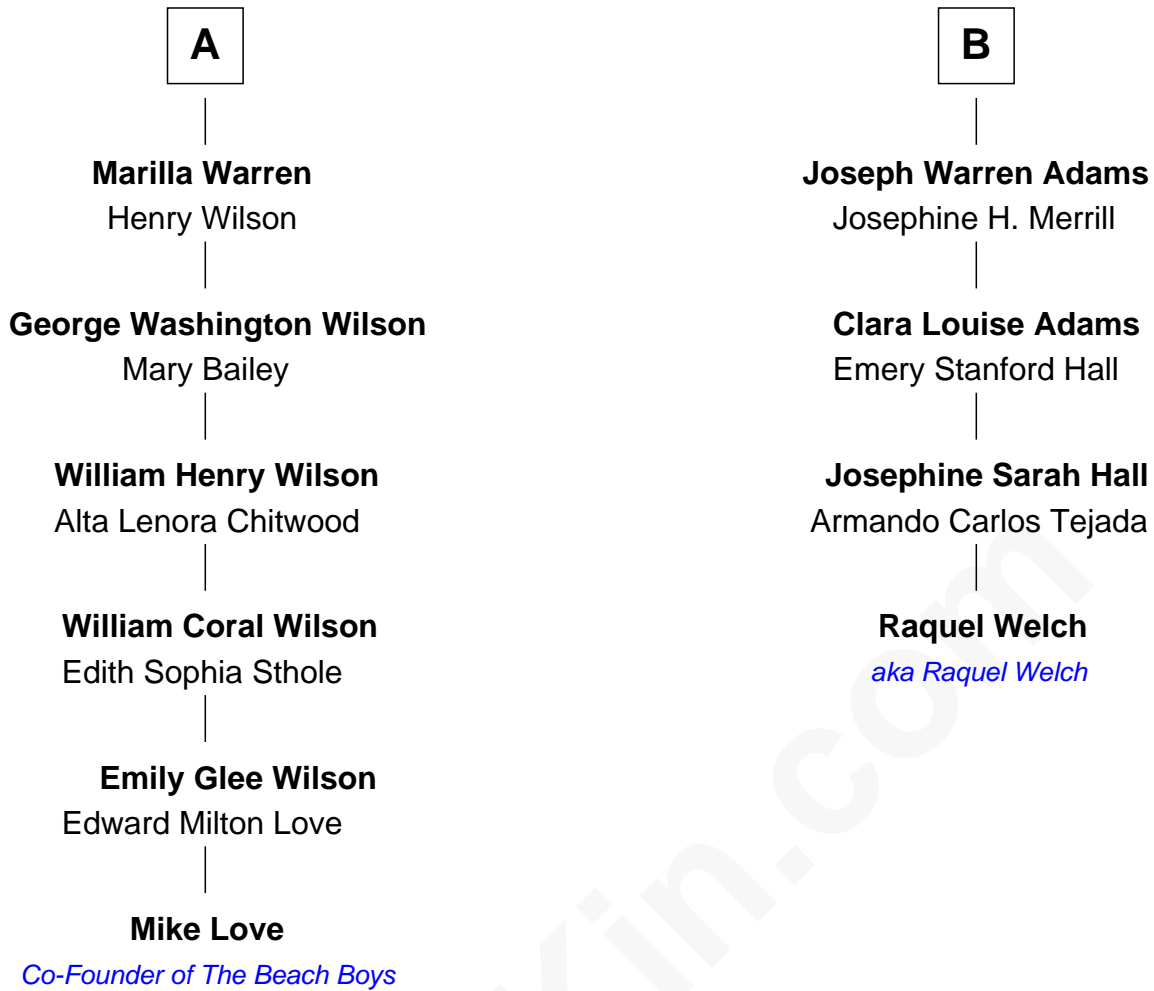 A
Marilla Warren
Henry Wilson
George Washington Wilson
Mary Bailey
William Henry Wilson
Alta Lenora Chitwood
William Coral Wilson
Edith Sophia Sthole
Emily Glee Wilson
Edward Milton Love
Mike Love
Co-Founder of The Beach Boys
B
Joseph Warren Adams
Josephine H. Merrill
Clara Louise Adams
Emery Stanford Hall
Josephine Sarah Hall
Armando Carlos Tejada
Raquel Welch
aka Raquel Welch
Kin.com